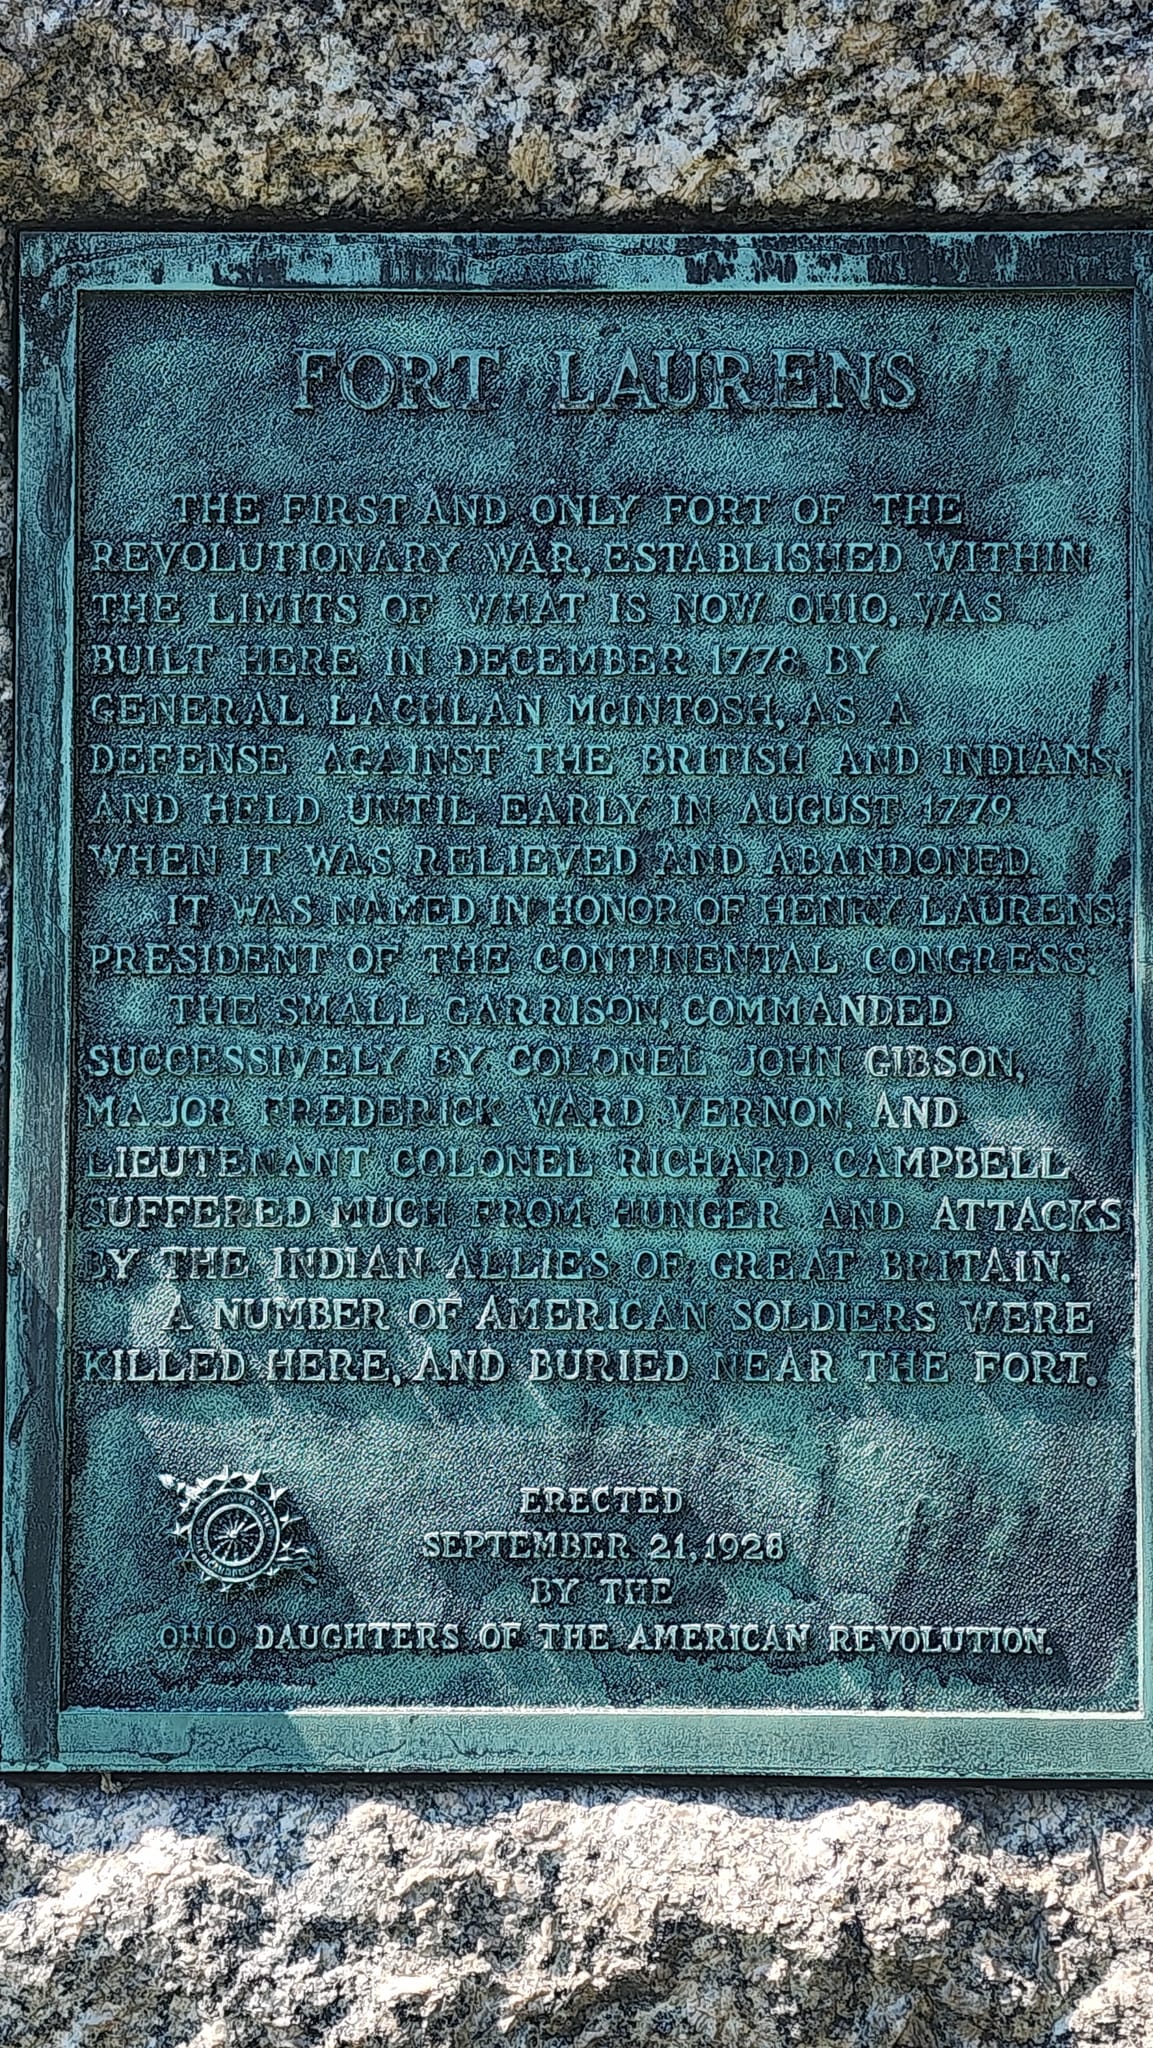 FORT LAURENS
THE FIRST AND ONLY FORT OF THE
REVOLUTIONARY WAR, ESTABLISHED WITHIN
THE LIMITS OF WHAT IS NOW OHIO, WAS
BUILT HERE IN DECEMBER 1778 BY
GENERAL LACHLAN McINTOSH, AS A
DEFENSE AGAINST THE BRITISH AND INDIANS,
AND HELD UNTIL EARLY IN AUGUST 1779
WHEN IT WAS RELIEVED AND ABANDONED.
IT WAS NAMED IN HONOR OF HENRY LAURENS,
PRESIDENT OF THE CONTINENTAL CONGRESS.
THE SMALL GARRISON, COMMANDED
SUCCESSIVELY BY COLONEL JOHN GIBSON,
MAJOR FREDERICK WARD VERNON, AND
LIEUTENANT COLONEL RICHARD CAMPBELL
SUFFERED MUCH FROM HUNGER AND ATTACKS
BY THE INDIAN ALLIES OF GREAT BRITAIN.
A NUMBER OF AMERICAN SOLDIERS WERE
KILLED HERE, AND BURIED NEAR THE FORT.
ERECTED
SEPTEMBER 21, 1928
BY THE
OHIO DAUGHTERS OF THE AMERICAN REVOLUTION.